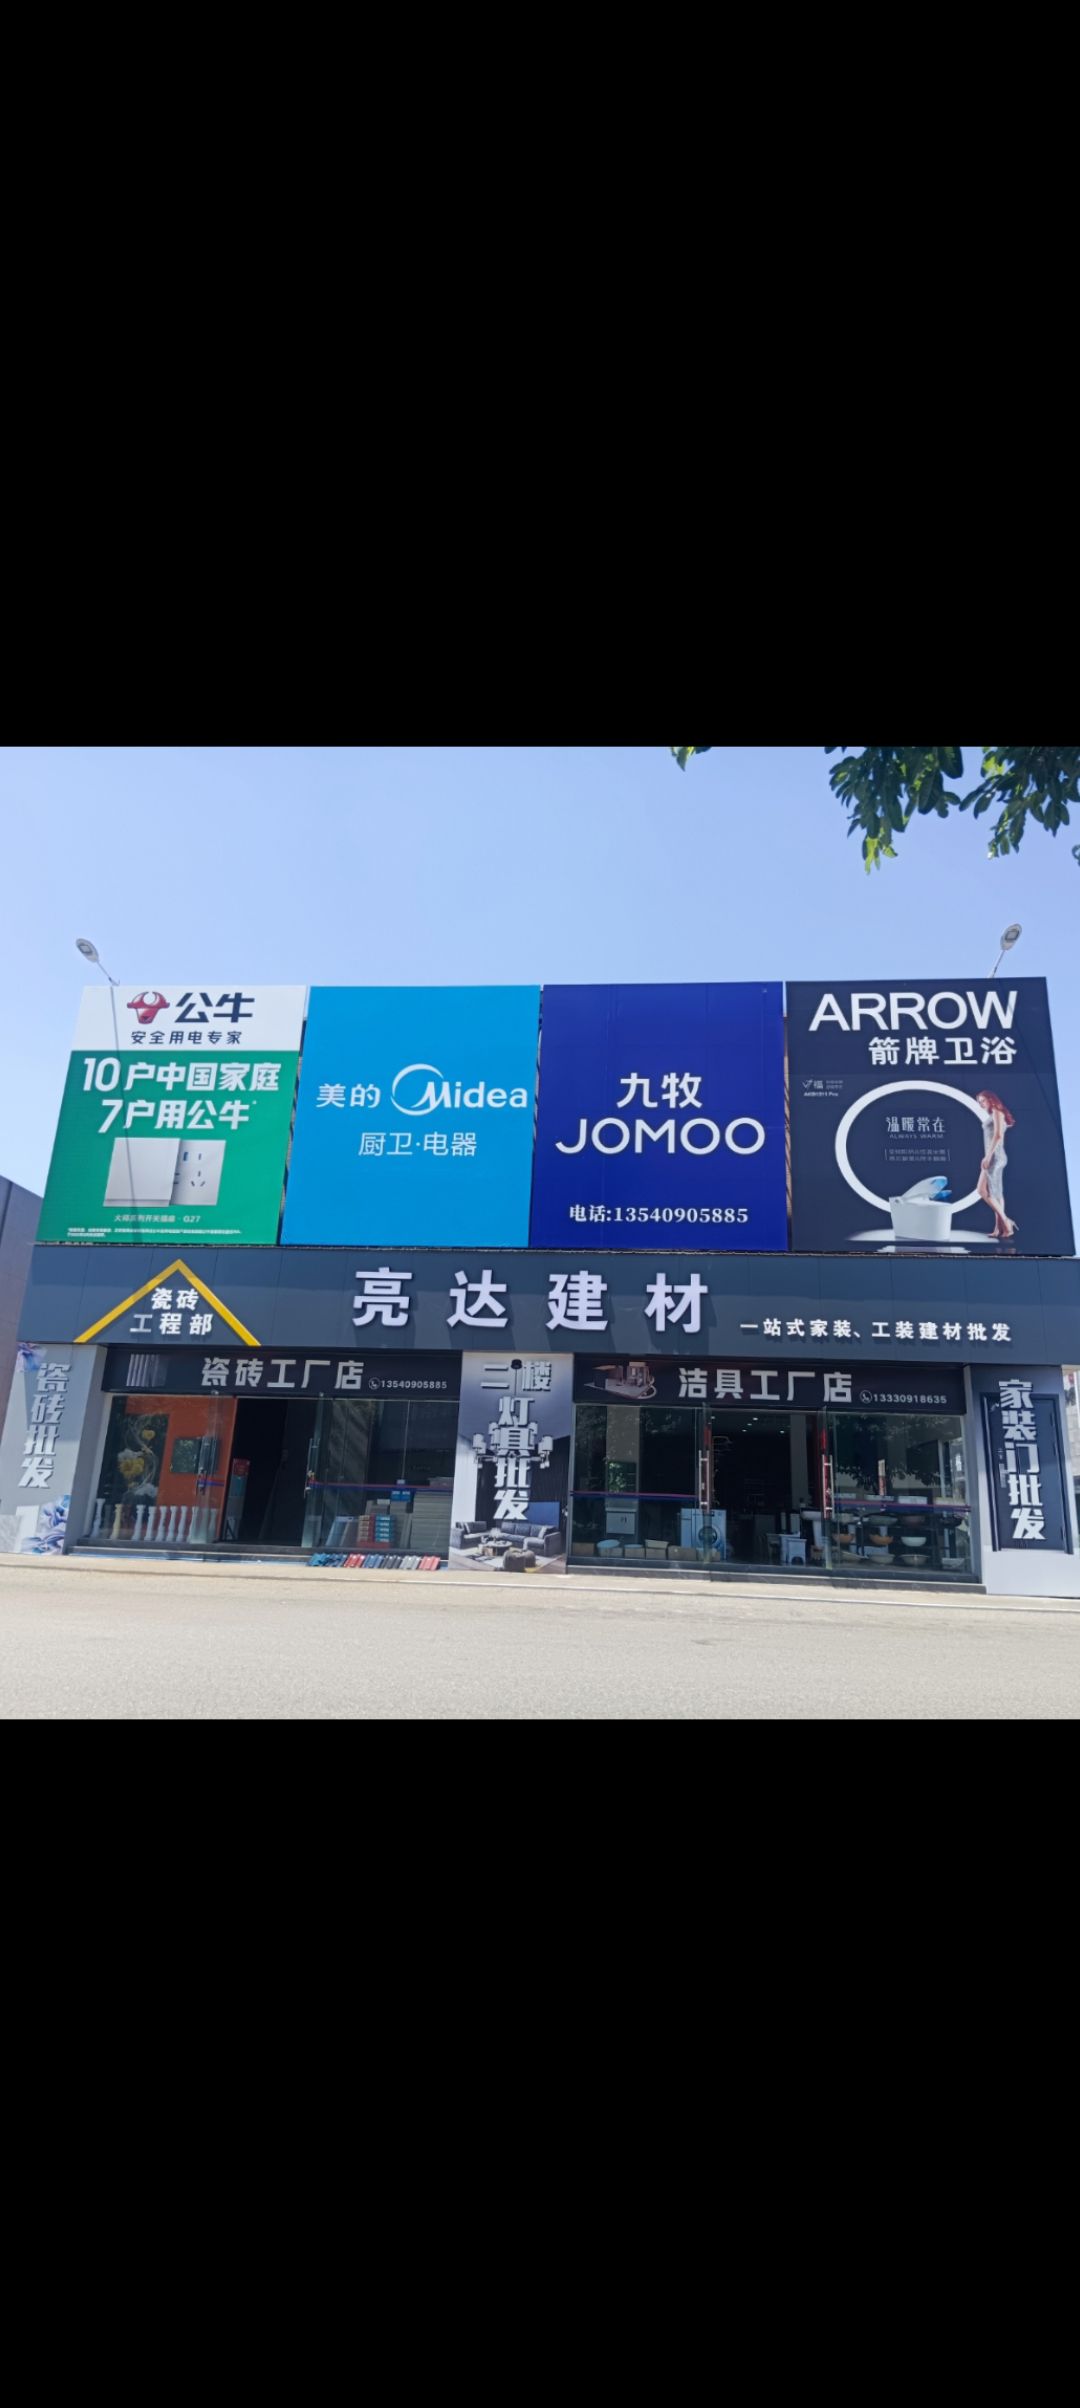 公牛
安全用电专家
10户中国家庭
7户用公牛
美的 Midea
厨卫·电器
九牧
JOMOO
电话:13540905885
ARROW
箭牌卫浴
温暖常在
ALWAYS WARM
瓷砖
工程部
亮达建材
一站式家装、工装建材批发
瓷砖批发
瓷砖工厂店 13540905885
二楼
灯具批发
洁具工厂店 13330918635
家装门批发